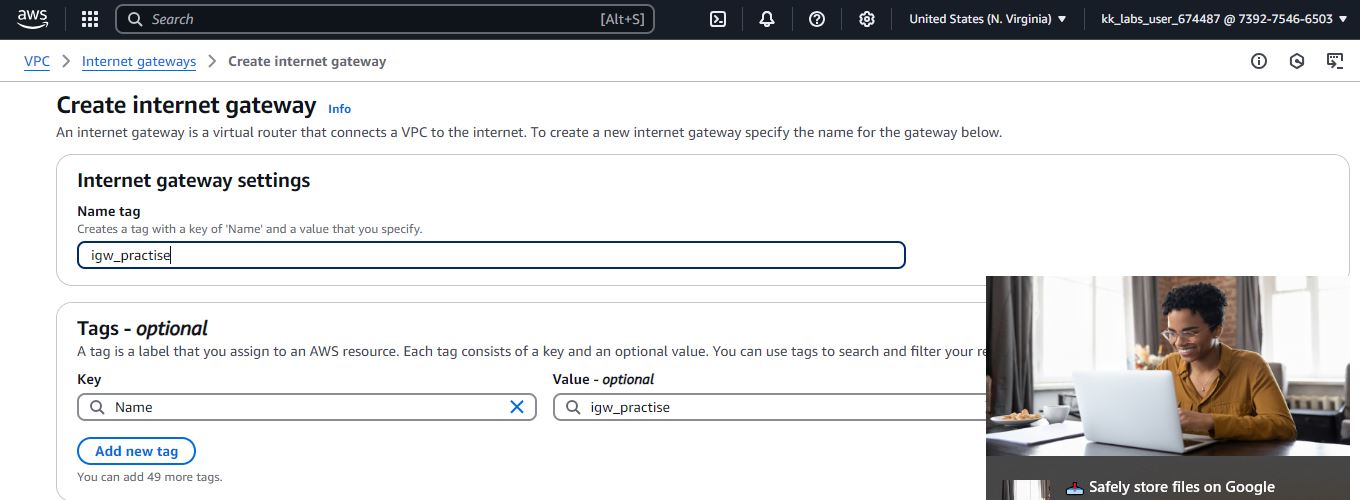 aws Search [Alt+S] United States (N. Virginia) kk_labs_user_674487 @ 7392-7546-6503
VPC > Internet gateways > Create internet gateway
Create internet gateway Info
An internet gateway is a virtual router that connects a VPC to the internet. To create a new internet gateway specify the name for the gateway below.
Internet gateway settings
Name tag
Creates a tag with a key of 'Name' and a value that you specify.
igw_practise
Tags - optional
A tag is a label that you assign to an AWS resource. Each tag consists of a key and an optional value. You can use tags to search and filter your re
Key Value - optional
Name igw_practise
Add new tag
You can add 49 more tags.
Safely store files on Google